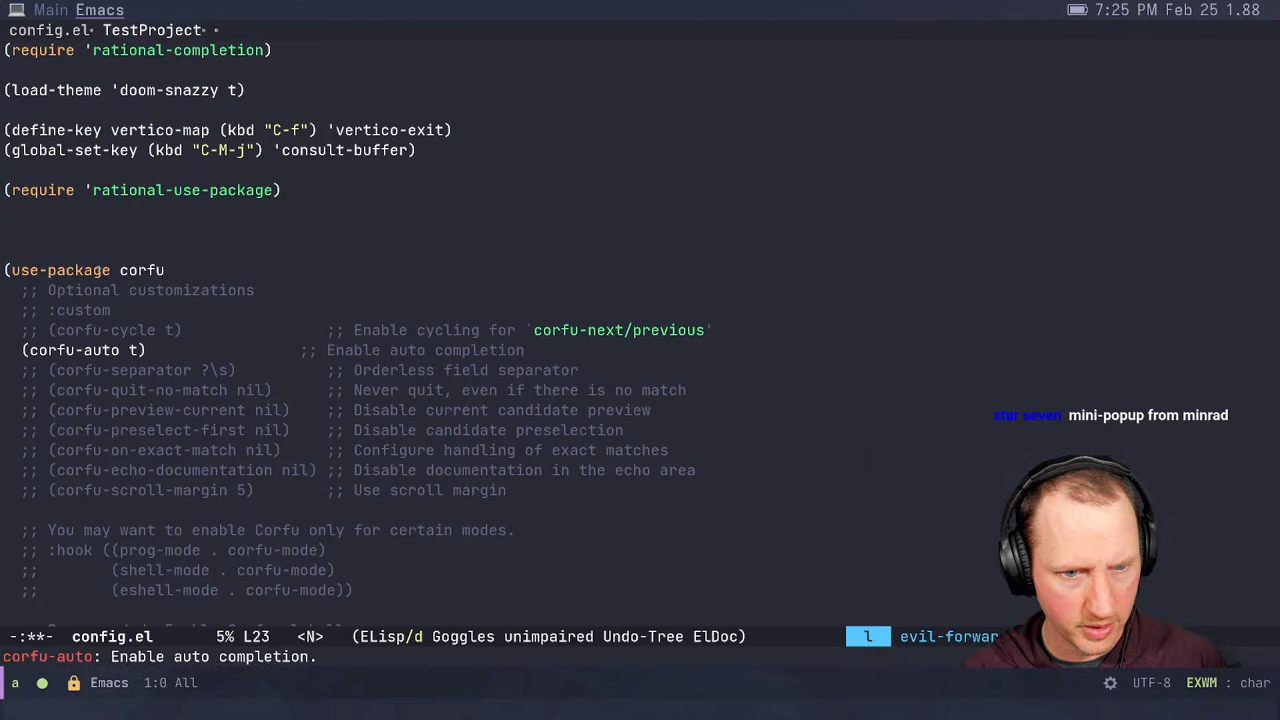 Main Emacs 7:25 PM Feb 25 1.88
config.el· TestProject· ·
(require 'rational-completion)
(load-theme 'doom-snazzy t)
(define-key vertico-map (kbd "C-f") 'vertico-exit)
(global-set-key (kbd "C-M-j") 'consult-buffer)
(require 'rational-use-package)
(use-package corfu
;; Optional customizations
;; :custom
;; (corfu-cycle t) ;; Enable cycling for `corfu-next/previous'
(corfu-auto t) ;; Enable auto completion
;; (corfu-separator ?\s) ;; Orderless field separator
;; (corfu-quit-no-match nil) ;; Never quit, even if there is no match
;; (corfu-preview-current nil) ;; Disable current candidate preview
;; (corfu-preselect-first nil) ;; Disable candidate preselection
;; (corfu-on-exact-match nil) ;; Configure handling of exact matches
;; (corfu-echo-documentation nil) ;; Disable documentation in the echo area
;; (corfu-scroll-margin 5) ;; Use scroll margin
star seven mini-popup from minrad
;; You may want to enable Corfu only for certain modes.
;; :hook ((prog-mode . corfu-mode)
;; (shell-mode . corfu-mode)
;; (eshell-mode . corfu-mode))
-:**- config.el 5% L23 <N> (ELisp/d Goggles unimpaired Undo-Tree ElDoc) l evil-forwar
corfu-auto: Enable auto completion.
a Emacs 1:0 All UTF-8 EXWM : char